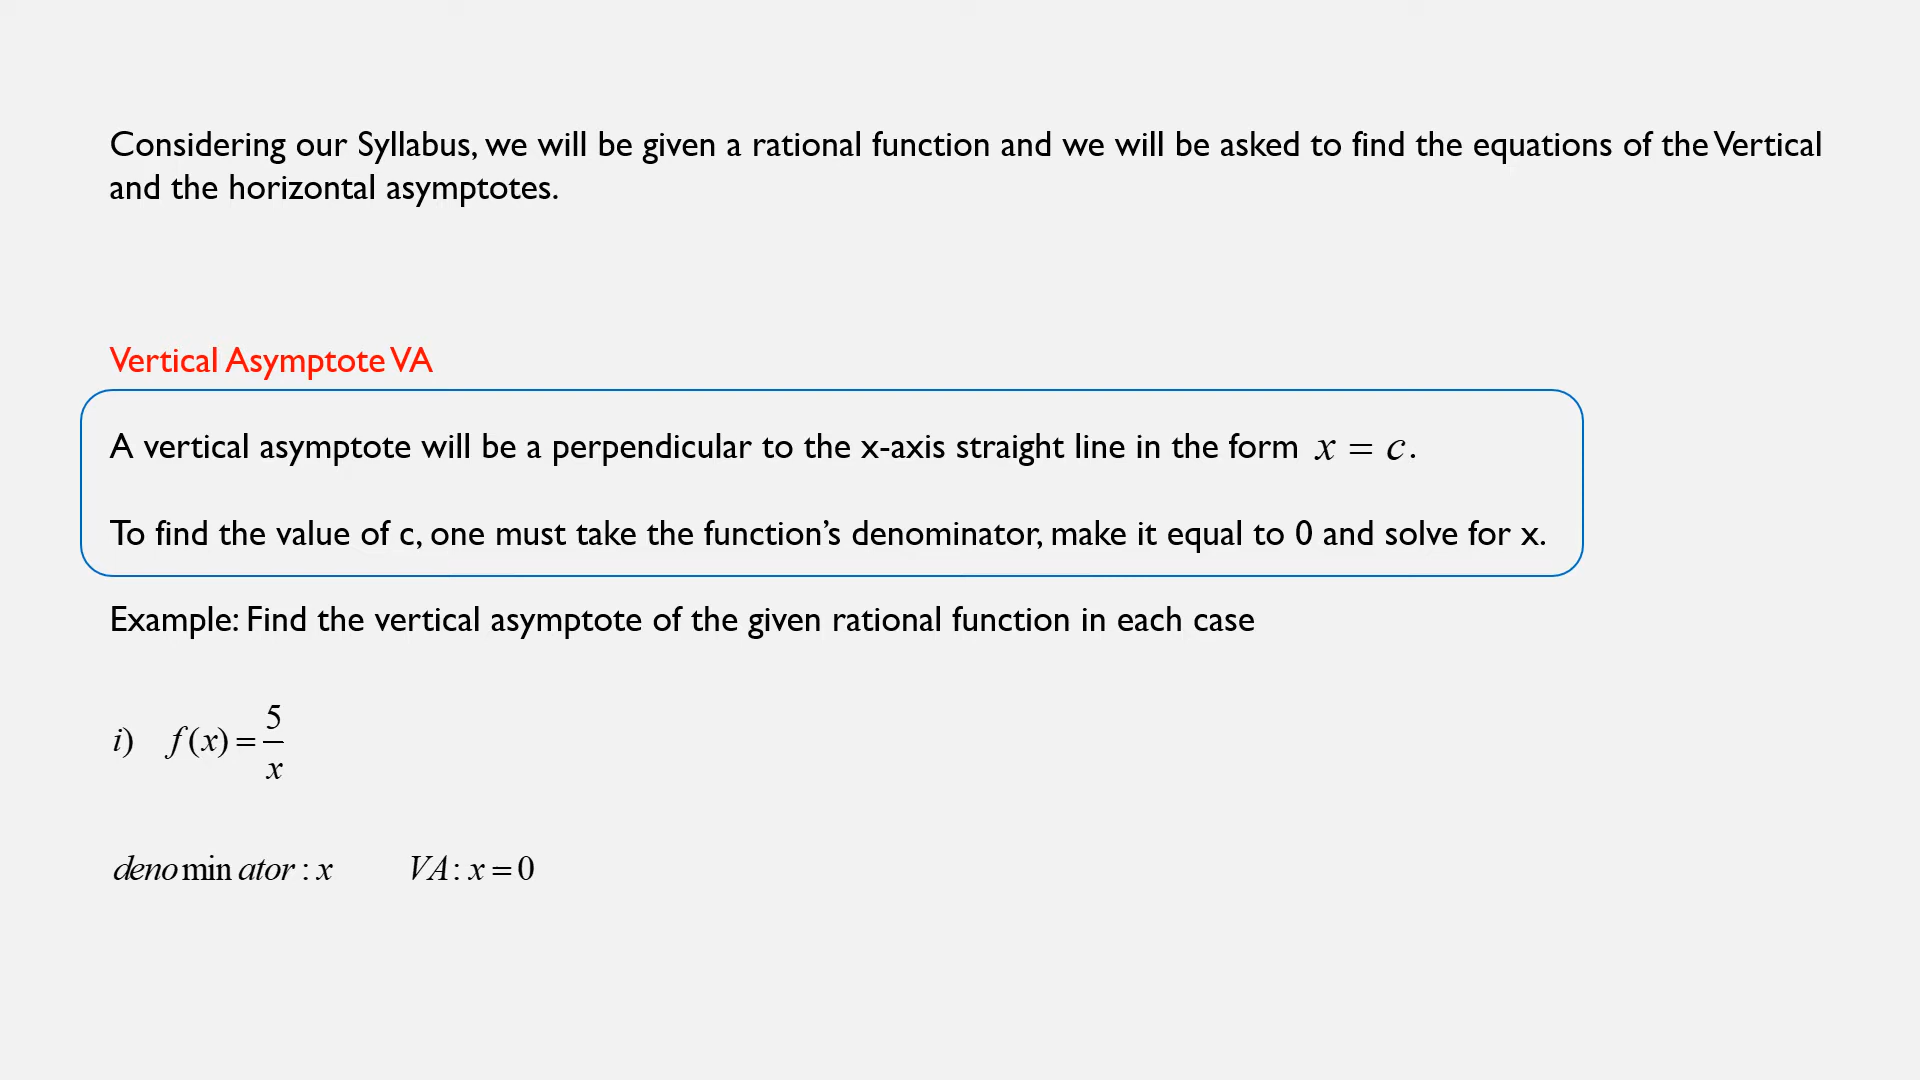 Considering our Syllabus, we will be given a rational function and we will be asked to find the equations of the Vertical
and the horizontal asymptotes.
Vertical Asymptote VA
A vertical asymptote will be a perpendicular to the x-axis straight line in the form x = c.
To find the value of c, one must take the function’s denominator, make it equal to 0 and solve for x.
Example: Find the vertical asymptote of the given rational function in each case
i) f(x) = 5/x
denominator : x VA : x = 0